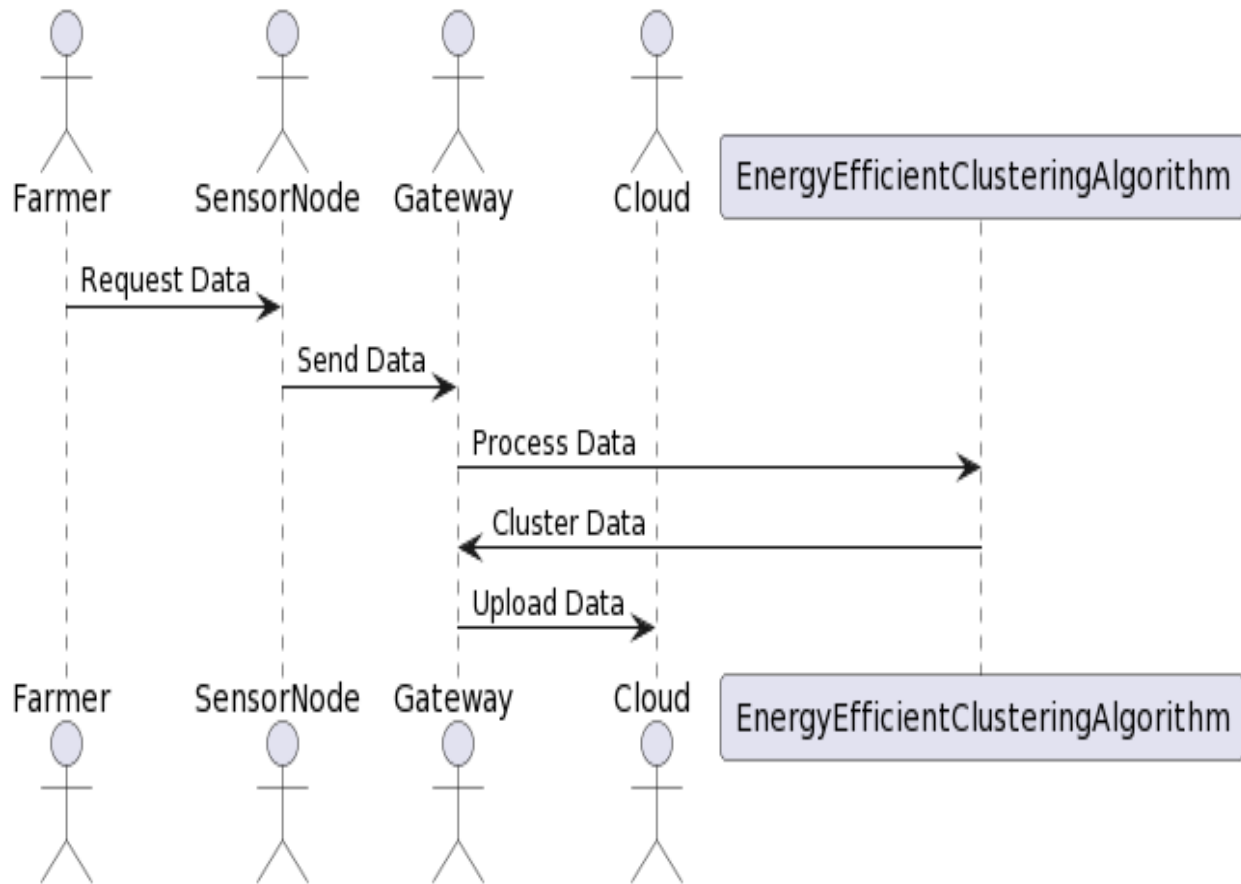 Farmer
SensorNode
Gateway
Cloud
EnergyEfficientClusteringAlgorithm
Request Data
Send Data
Process Data
Cluster Data
Upload Data
Farmer
SensorNode
Gateway
Cloud
EnergyEfficientClusteringAlgorithm